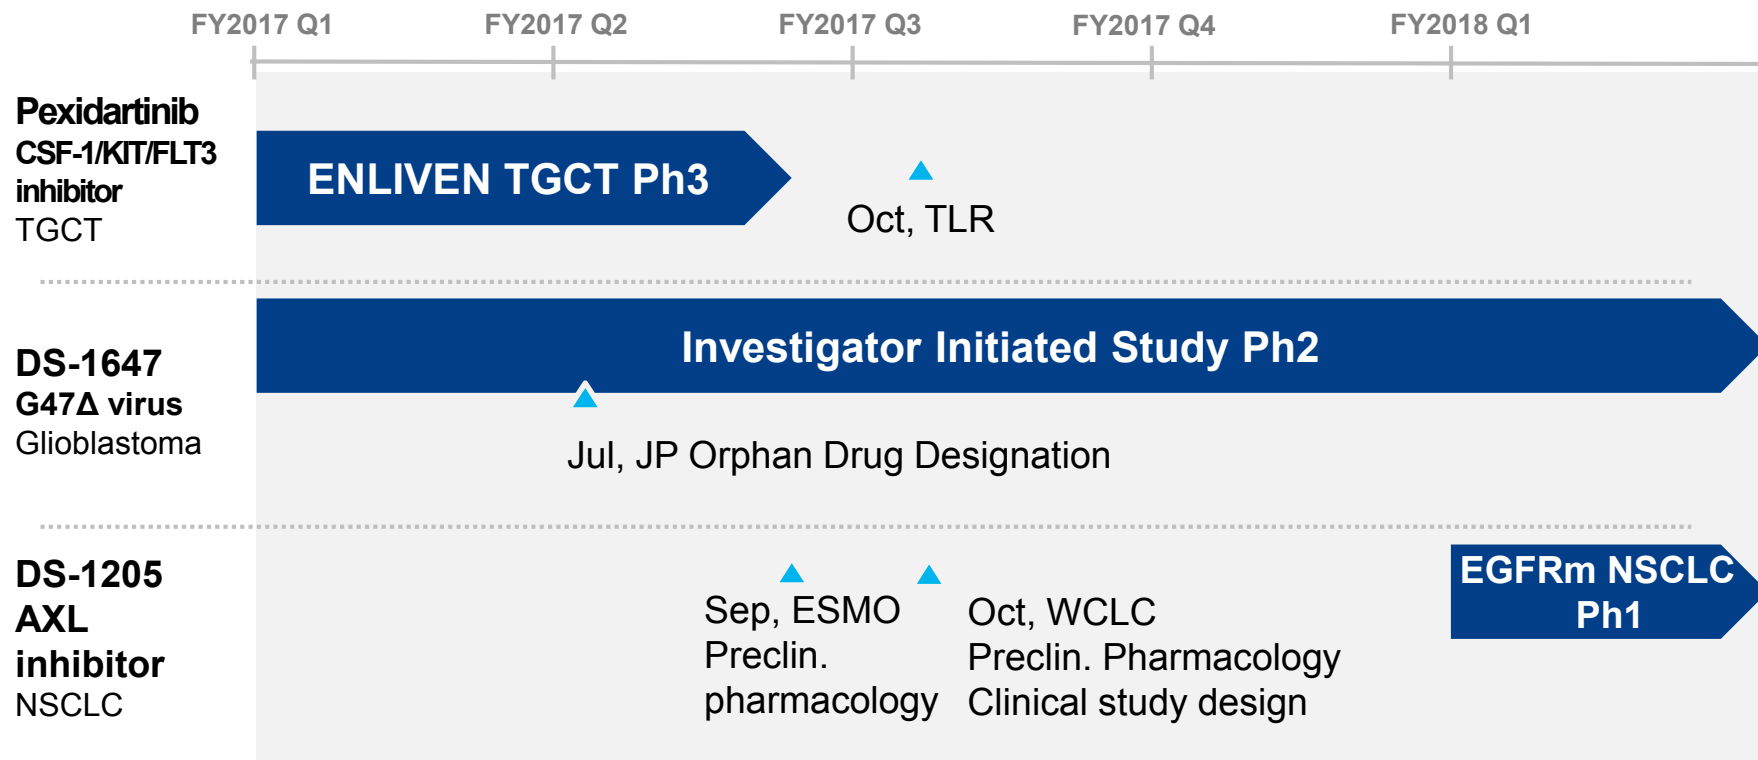 FY2017 Q1
FY2017 Q2
FY2017 Q3
FY2017 Q4
FY2018 Q1
Pexidartinib
CSF-1/KIT/FLT3
inhibitor
TGCT
ENLIVEN TGCT Ph3
Oct, TLR
DS-1647
G47Δ virus
Glioblastoma
Investigator Initiated Study Ph2
Jul, JP Orphan Drug Designation
DS-1205
AXL
inhibitor
NSCLC
Sep, ESMO
Preclin.
pharmacology
Oct, WCLC
Preclin. Pharmacology
Clinical study design
EGFRm NSCLC
Ph1